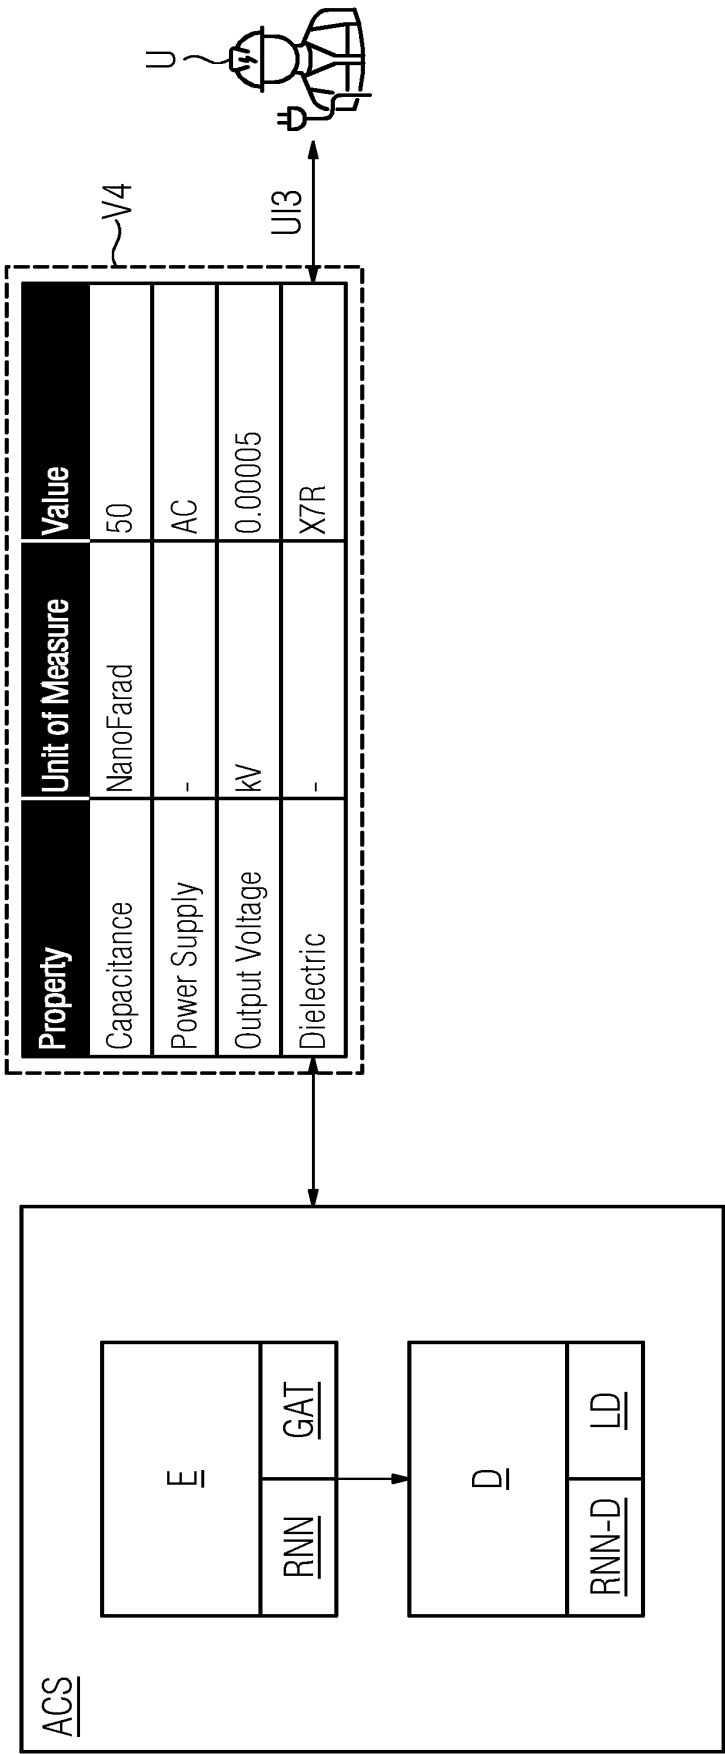 ACS
E
RNN GAT
D
RNN-D LD
Property Unit of Measure Value
Capacitance NanoFarad 50
Power Supply - AC
Output Voltage kV 0.00005
Dielectric - X7R
V4
UI3
U